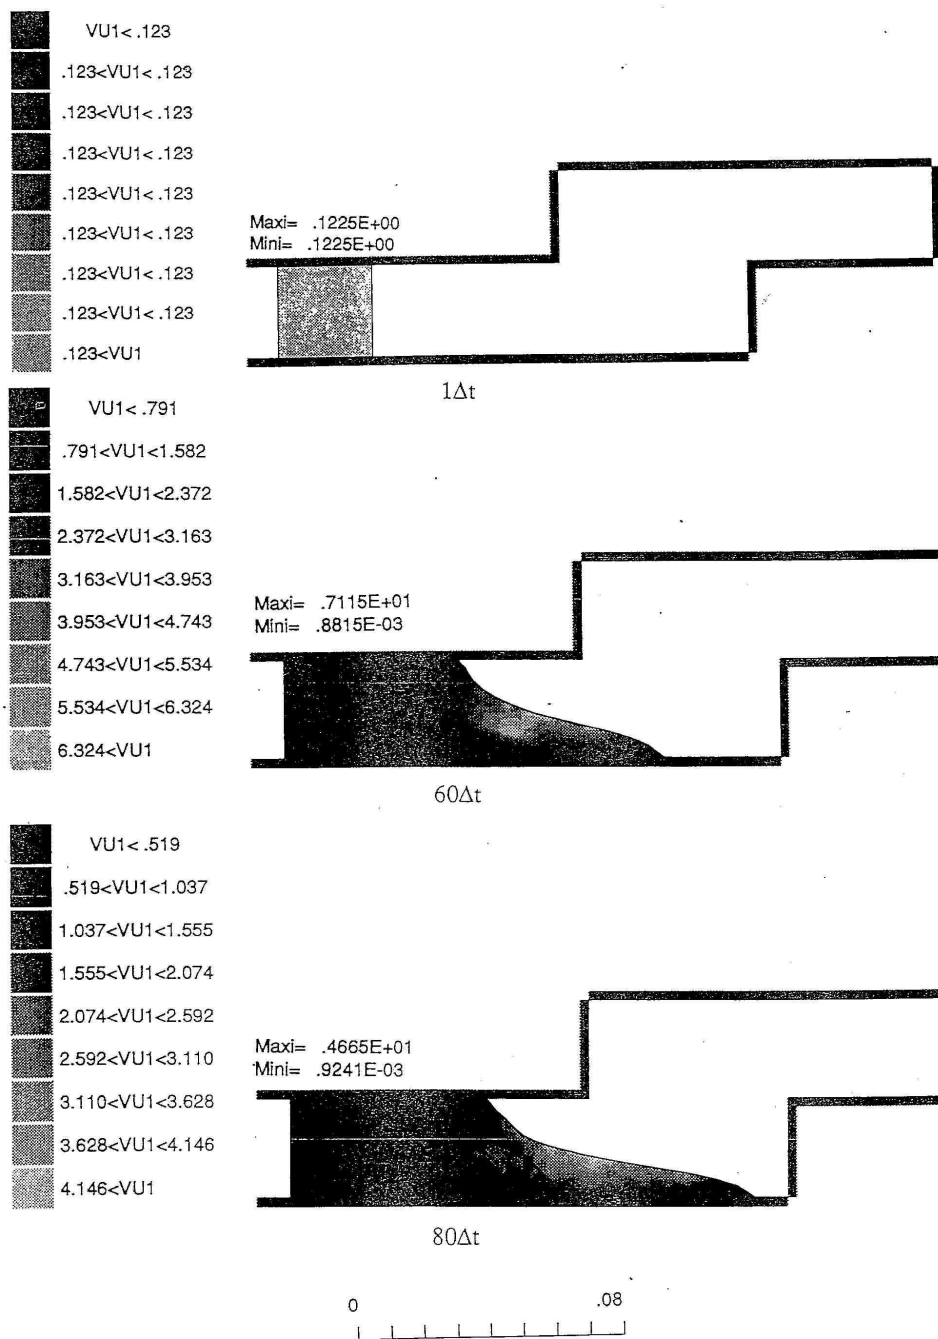 VU1< .123
.123<VU1< .123
.123<VU1< .123
.123<VU1< .123
.123<VU1< .123
.123<VU1< .123
.123<VU1< .123
.123<VU1< .123
.123<VU1
Maxi= .1225E+00
Mini= .1225E+00
1Δt
VU1< .791
.791<VU1<1.582
1.582<VU1<2.372
2.372<VU1<3.163
3.163<VU1<3.953
3.953<VU1<4.743
4.743<VU1<5.534
5.534<VU1<6.324
6.324<VU1
Maxi= .7115E+01
Mini= .8815E-03
60Δt
VU1< .519
.519<VU1<1.037
1.037<VU1<1.555
1.555<VU1<2.074
2.074<VU1<2.592
2.592<VU1<3.110
3.110<VU1<3.628
3.628<VU1<4.146
4.146<VU1
Maxi= .4665E+01
Mini= .9241E-03
80Δt
0 .08